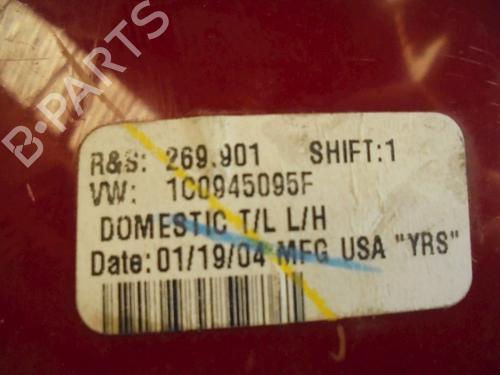 B-PARTS
R&S: 269.901 SHIFT:1
VW: 1C0945095F
DOMESTIC T/L L/H
Date: 01/19/04 MFG USA "YRS"